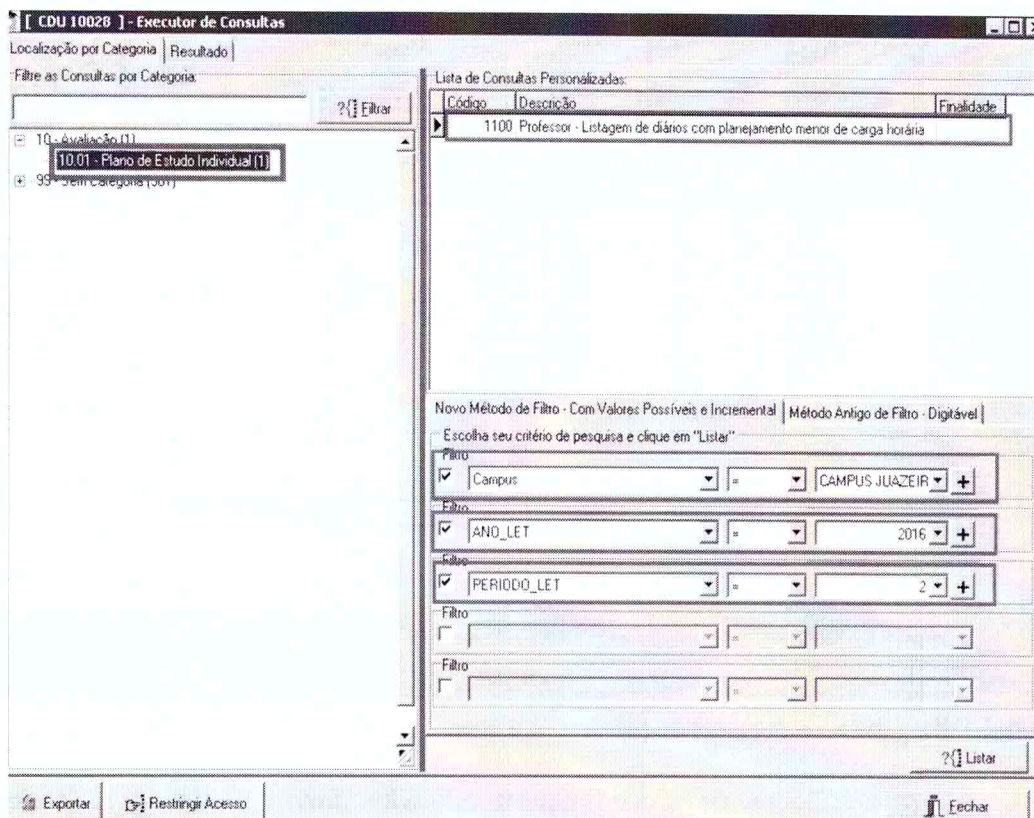 [ CDU 10028 ] - Executor de Consultas
Localização por Categoria Resultado
Filtre as Consultas por Categoria:
Filtrar
10 - Avaliação (1)
10.01 - Plano de Estudo Individual (1)
99 - Sem Categoria
Lista de Consultas Personalizadas:
Código Descrição Finalidade
1100 Professor - Listagem de diários com planejamento menor de carga horária
Novo Método de Filtro - Com Valores Possíveis e Incremental Método Antigo de Filtro - Digitável
Escolha seu critério de pesquisa e clique em "Listar"
Filtro
Campus = CAMPUS JUAZEIR +
Filtro
ANO_LET = 2016 +
Filtro
PERIODO_LET = 2 +
Filtro
=
Filtro
=
Listar
Exportar Restringir Acesso Fechar